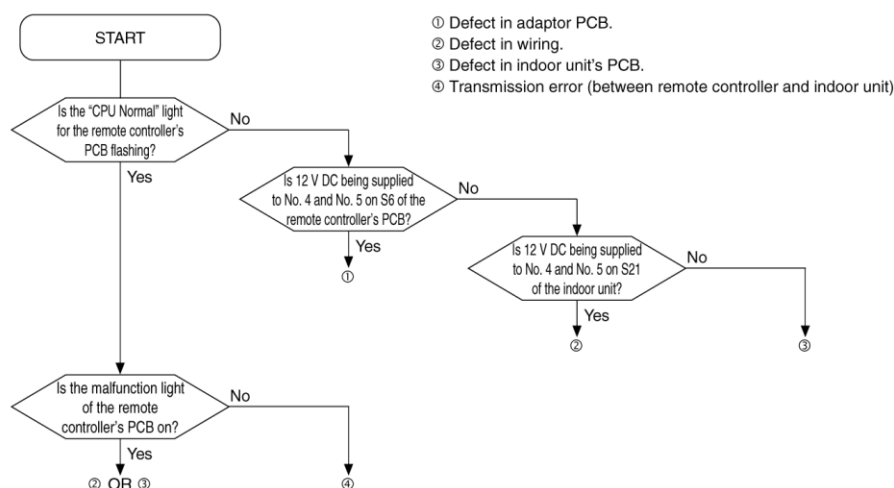 START
① Defect in adaptor PCB.
② Defect in wiring.
③ Defect in indoor unit's PCB.
④ Transmission error (between remote controller and indoor unit)
Is the “CPU Normal” light
for the remote controller's
PCB flashing?
No
Yes
Is 12 V DC being supplied
to No. 4 and No. 5 on S6 of the
remote controller's PCB?
No
Yes
①
Is 12 V DC being supplied
to No. 4 and No. 5 on S21
of the indoor unit?
No
Yes
②
③
Is the malfunction light
of the remote
controller's PCB on?
No
Yes
② OR ③
④